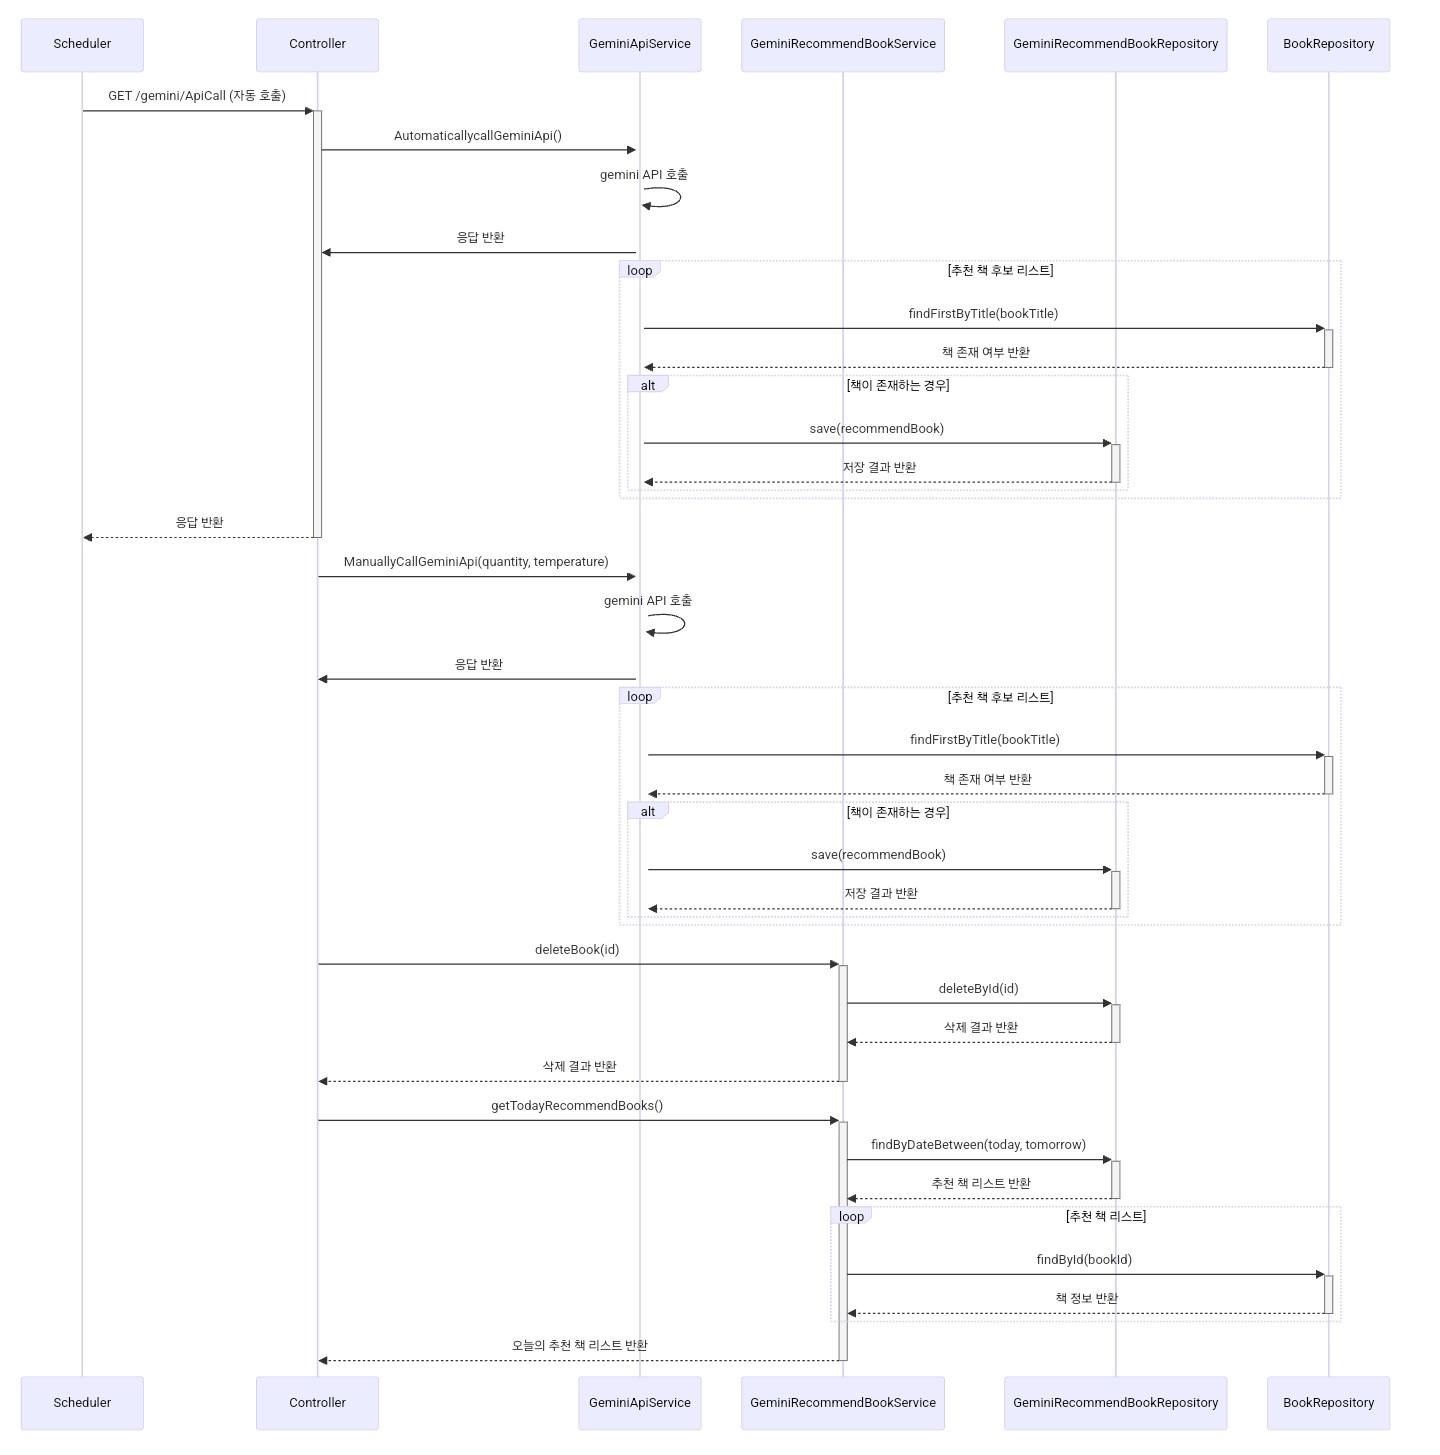 Scheduler
Controller
GeminiApiService
GeminiRecommendBookService
GeminiRecommendBookRepository
BookRepository
GET /gemini/ApiCall (자동 호출)
AutomaticallycallGeminiApi()
gemini API 호출
응답 반환
loop
[추천 책 후보 리스트]
findFirstByTitle(bookTitle)
책 존재 여부 반환
alt
[책이 존재하는 경우]
save(recommendBook)
저장 결과 반환
응답 반환
ManuallyCallGeminiApi(quantity, temperature)
gemini API 호출
응답 반환
loop
[추천 책 후보 리스트]
findFirstByTitle(bookTitle)
책 존재 여부 반환
alt
[책이 존재하는 경우]
save(recommendBook)
저장 결과 반환
deleteBook(id)
deleteById(id)
삭제 결과 반환
삭제 결과 반환
getTodayRecommendBooks()
findByDateBetween(today, tomorrow)
추천 책 리스트 반환
loop
[추천 책 리스트]
findById(bookId)
책 정보 반환
오늘의 추천 책 리스트 반환
Scheduler
Controller
GeminiApiService
GeminiRecommendBookService
GeminiRecommendBookRepository
BookRepository